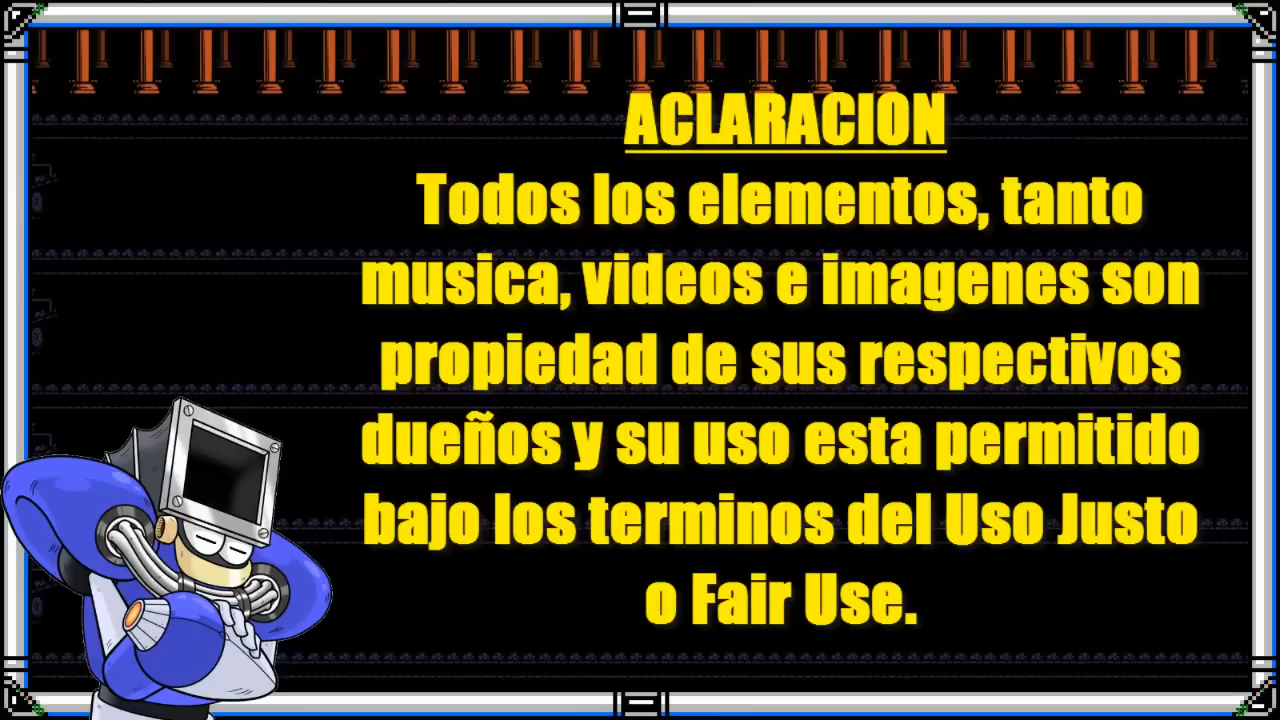 ACLARACION
Todos los elementos, tanto
musica, videos e imagenes son
propiedad de sus respectivos
dueños y su uso esta permitido
bajo los terminos del Uso Justo
o Fair Use.